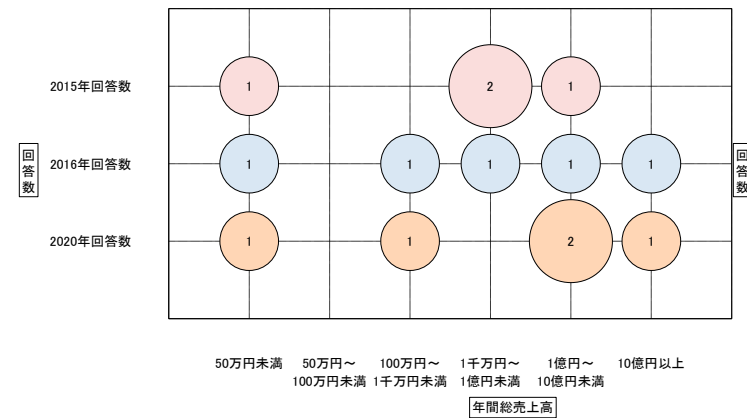 2015年回答数
1
2
1
回答数
2016年回答数
1
1
1
1
1
回答数
2020年回答数
1
1
2
1
50万円未満
50万円～
100万円未満
100万円～
1千万円未満
1千万円～
1億円未満
1億円～
10億円未満
10億円以上
年間総売上高